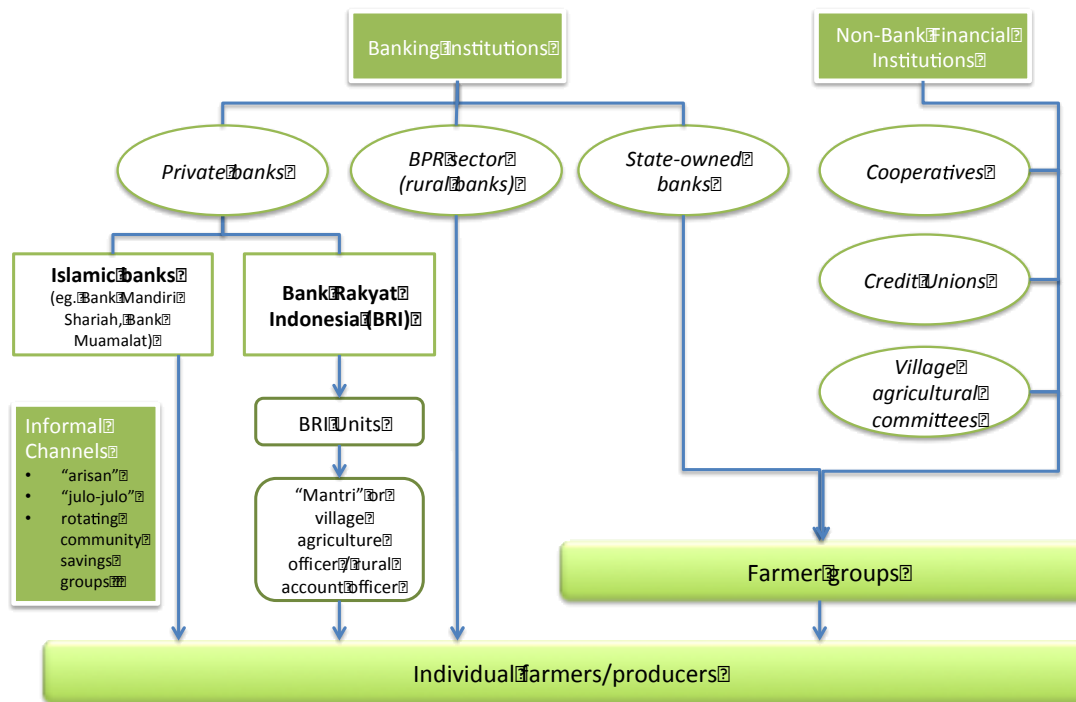 Banking Institutions
Non-Bank Financial
Institutions
Private banks
BPR sector
(rural banks)
State-owned
banks
Cooperatives
Islamic banks
(eg. Bank Mandiri
Shariah, Bank
Muamalat)
Bank Rakyat
Indonesia (BRI)
Credit Unions
Village
agricultural
committees
Informal
Channels
• “arisan”
• “julo-julo”
• rotating
community
savings
groups
BRI Units
“Mantri” or
village
agriculture
officer / rural
account officer
Farmer groups
Individual farmers/producers